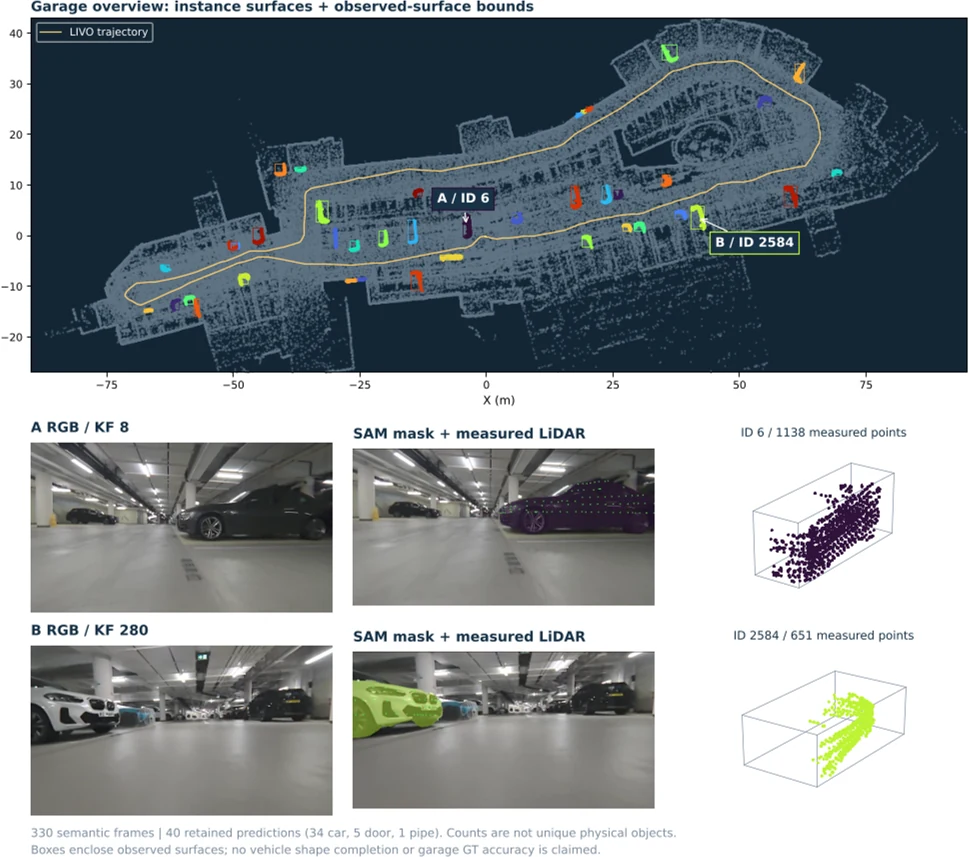 Garage overview: instance surfaces + observed-surface bounds
LIVO trajectory
40
30
20
10
0
−10
−20
A / ID 6
B / ID 2584
−75
−50
−25
0
25
50
75
X (m)
A RGB / KF 8
SAM mask + measured LiDAR
ID 6 / 1138 measured points
B RGB / KF 280
SAM mask + measured LiDAR
ID 2584 / 651 measured points
330 semantic frames | 40 retained predictions (34 car, 5 door, 1 pipe). Counts are not unique physical objects.
Boxes enclose observed surfaces; no vehicle shape completion or garage GT accuracy is claimed.